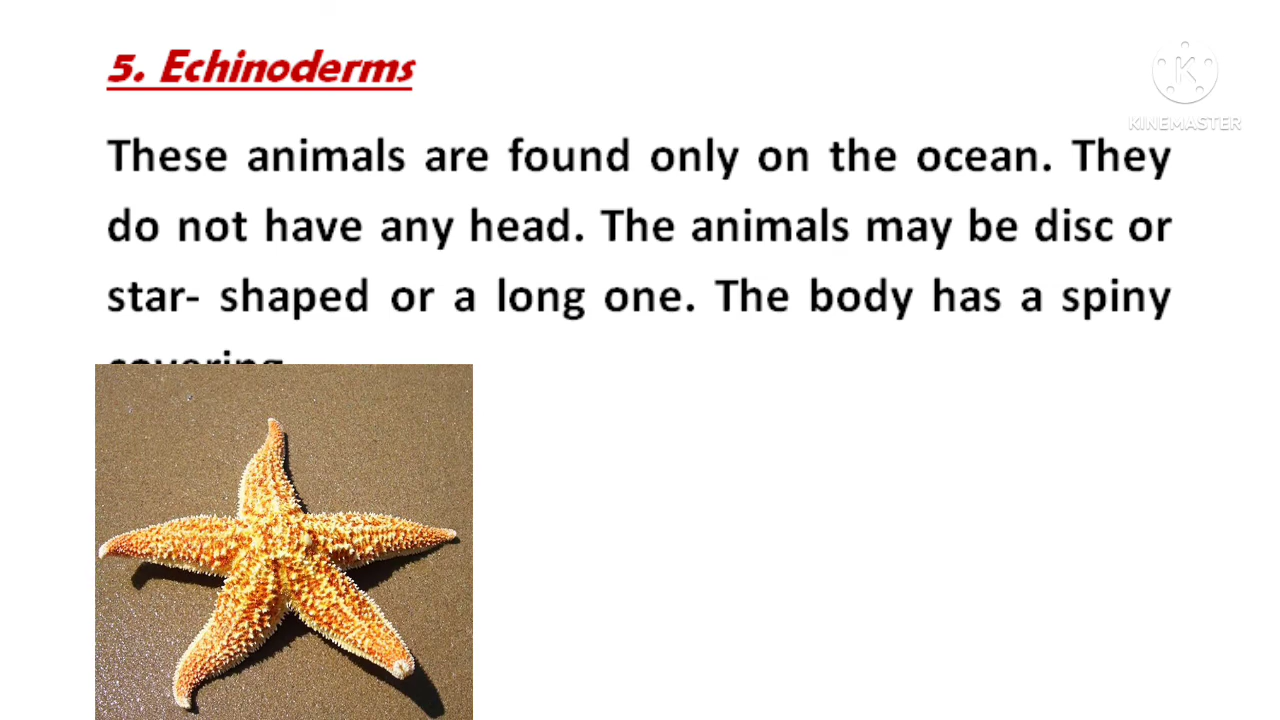 5. Echinoderms
KINEMASTER
These animals are found only on the ocean. They
do not have any head. The animals may be disc or
star- shaped or a long one. The body has a spiny
covering